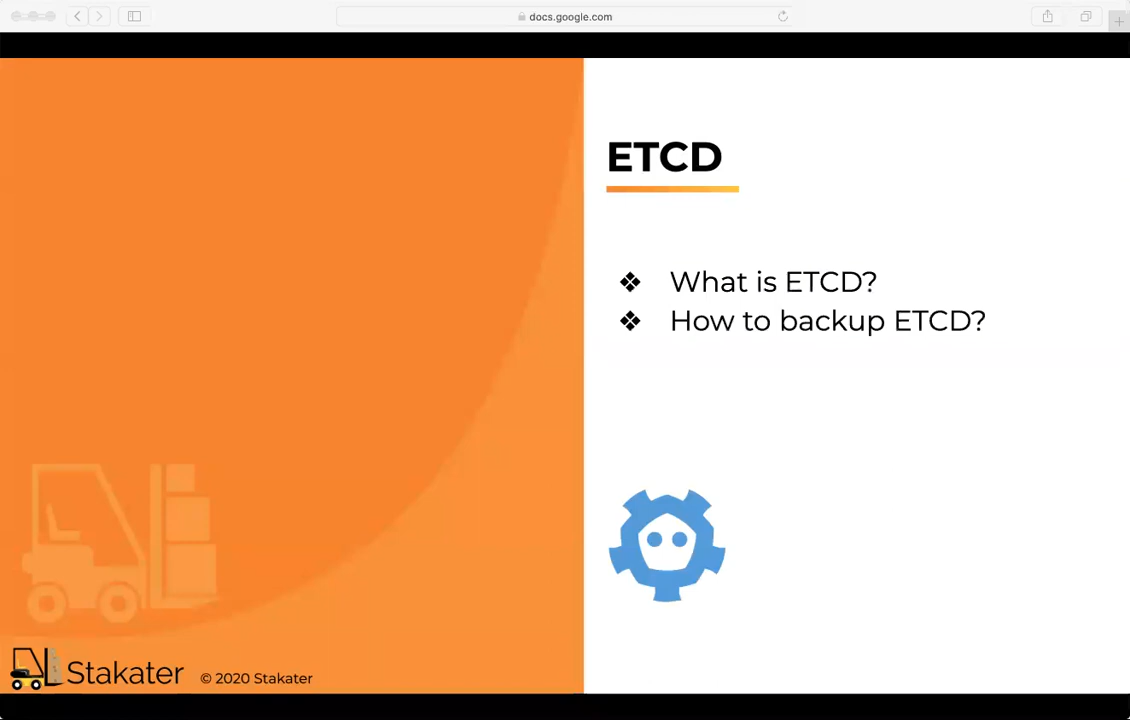 docs.google.com
ETCD
❖ What is ETCD?
❖ How to backup ETCD?
Stakater © 2020 Stakater